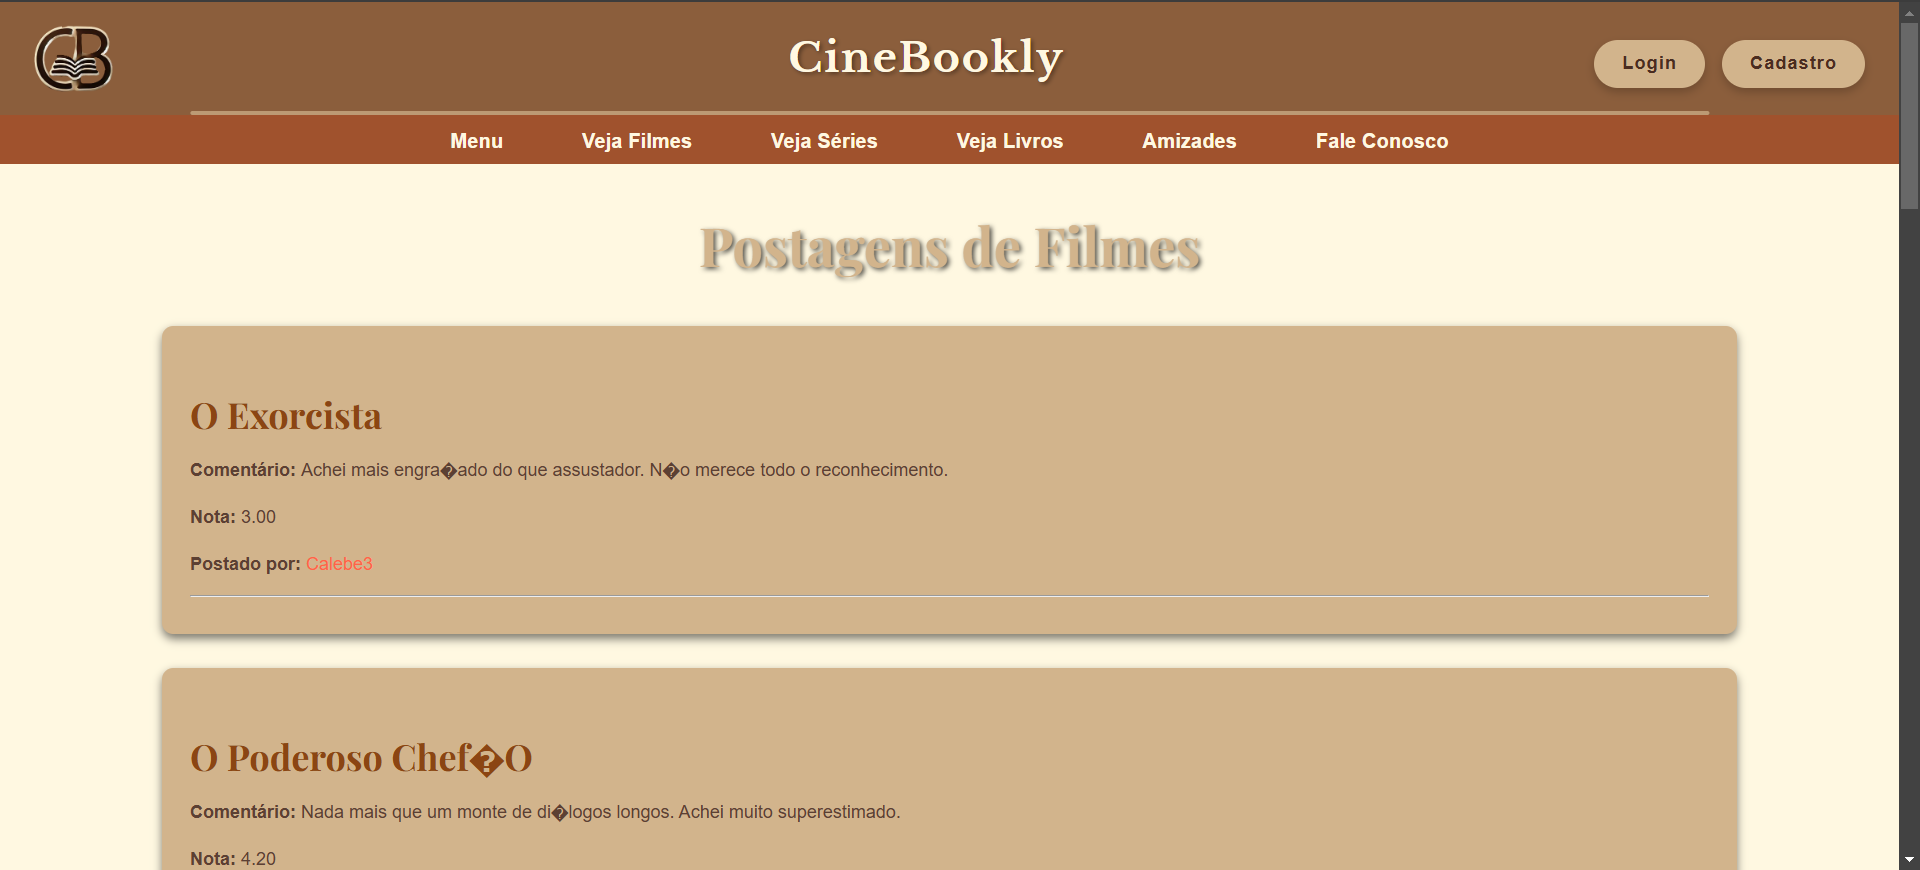 CB
CineBookly
Login
Cadastro
Menu
Veja Filmes
Veja Séries
Veja Livros
Amizades
Fale Conosco
Postagens de Filmes
O Exorcista
Comentário: Achei mais engra�ado do que assustador. N�o merece todo o reconhecimento.
Nota: 3.00
Postado por: Calebe3
O Poderoso Chef�O
Comentário: Nada mais que um monte de di�logos longos. Achei muito superestimado.
Nota: 4.20